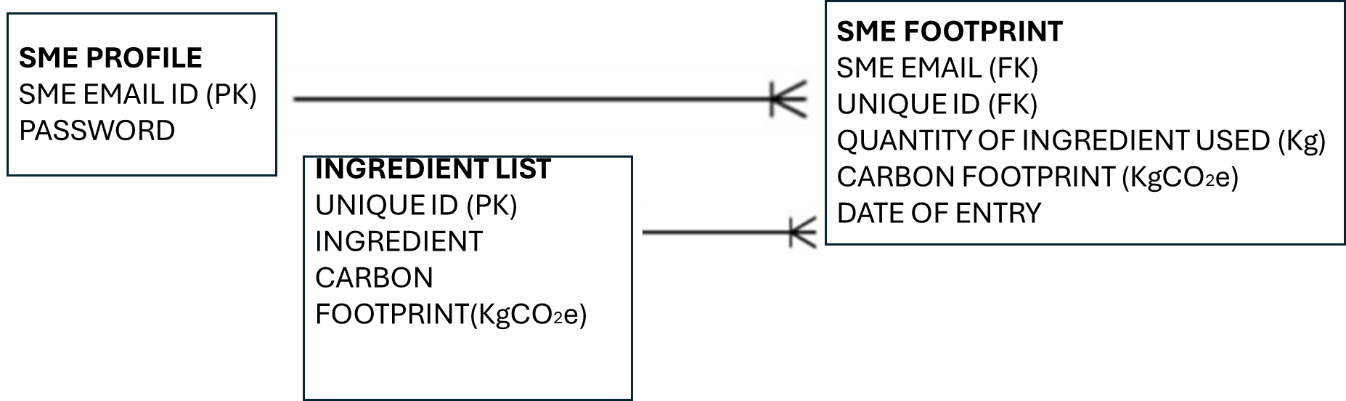 SME PROFILE
SME EMAIL ID (PK)
PASSWORD
INGREDIENT LIST
UNIQUE ID (PK)
INGREDIENT
CARBON
FOOTPRINT(KgCO₂e)
SME FOOTPRINT
SME EMAIL (FK)
UNIQUE ID (FK)
QUANTITY OF INGREDIENT USED (Kg)
CARBON FOOTPRINT (KgCO₂e)
DATE OF ENTRY